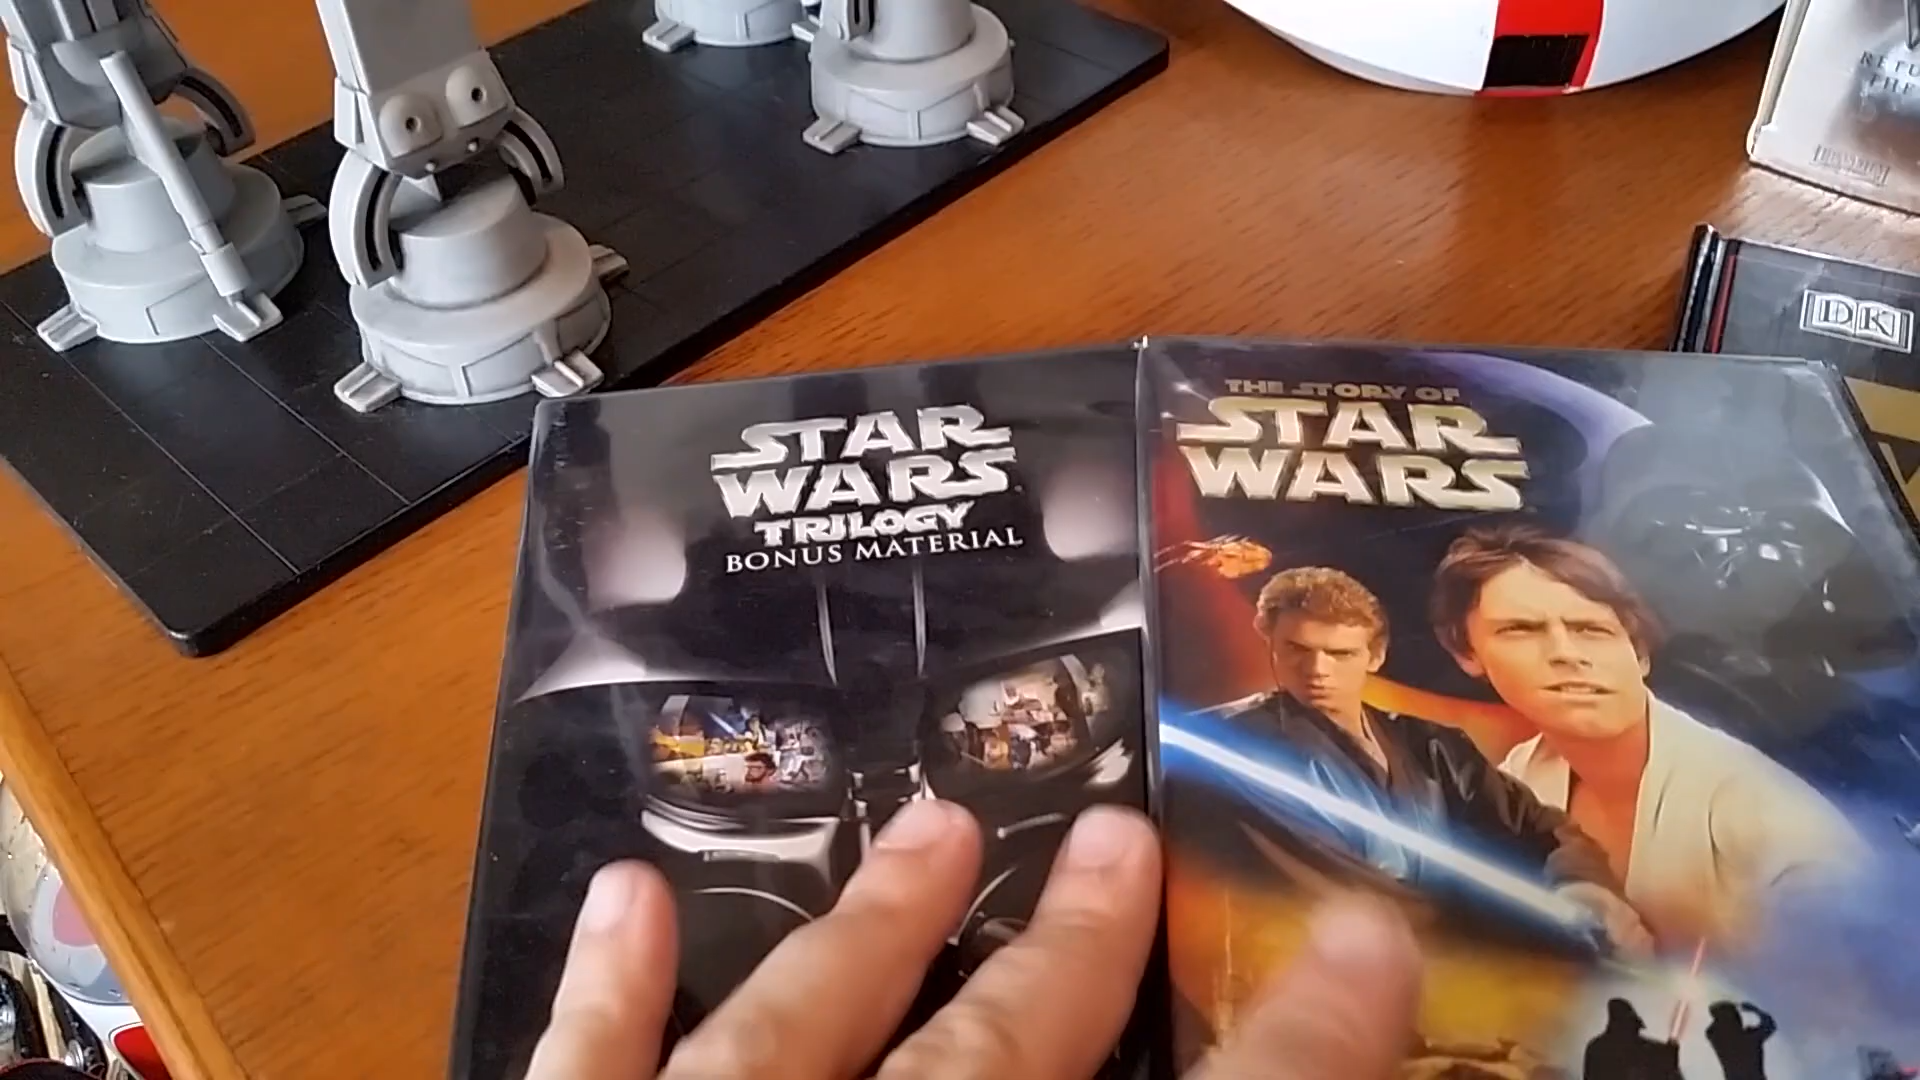 STAR
WARS
TRILOGY
BONUS MATERIAL
THE STORY OF
STAR
WARS
DK